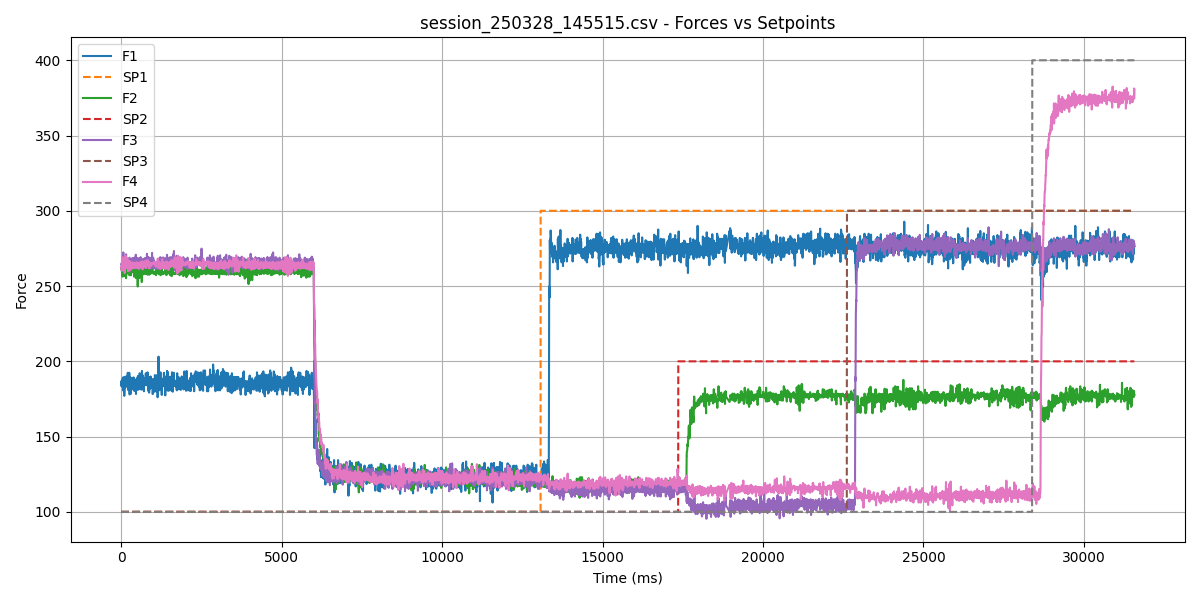 session_250328_145515.csv - Forces vs Setpoints
F1
SP1
F2
SP2
F3
SP3
F4
SP4
Force
400
350
300
250
200
150
100
0
5000
10000
15000
20000
25000
30000
Time (ms)